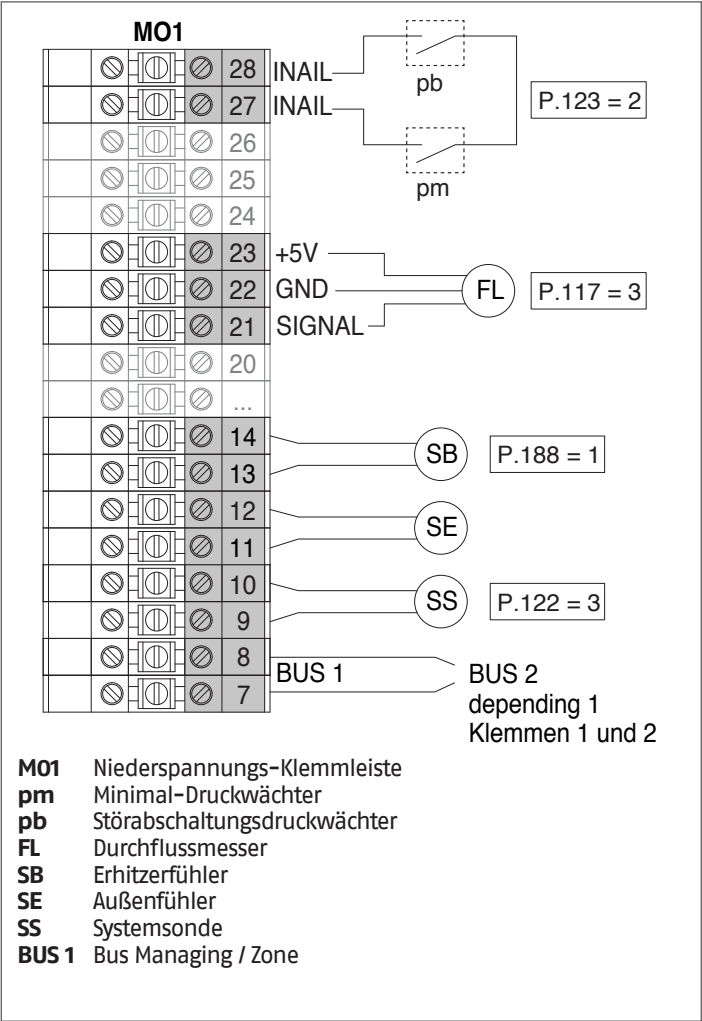 MO1
28 INAIL
pb
27 INAIL
P.123 = 2
26
pm
25
24
23 +5V
22 GND FL P.117 = 3
21 SIGNAL
20
...
14
SB P.188 = 1
13
12
SE
11
10
SS P.122 = 3
9
8
BUS 1 BUS 2
7
depending 1
Klemmen 1 und 2
M01 Niederspannungs-Klemmleiste
pm Minimal-Druckwächter
pb Störabschaltungsdruckwächter
FL Durchflussmesser
SB Erhitzerfühler
SE Außenfühler
SS Systemsonde
BUS 1 Bus Managing / Zone